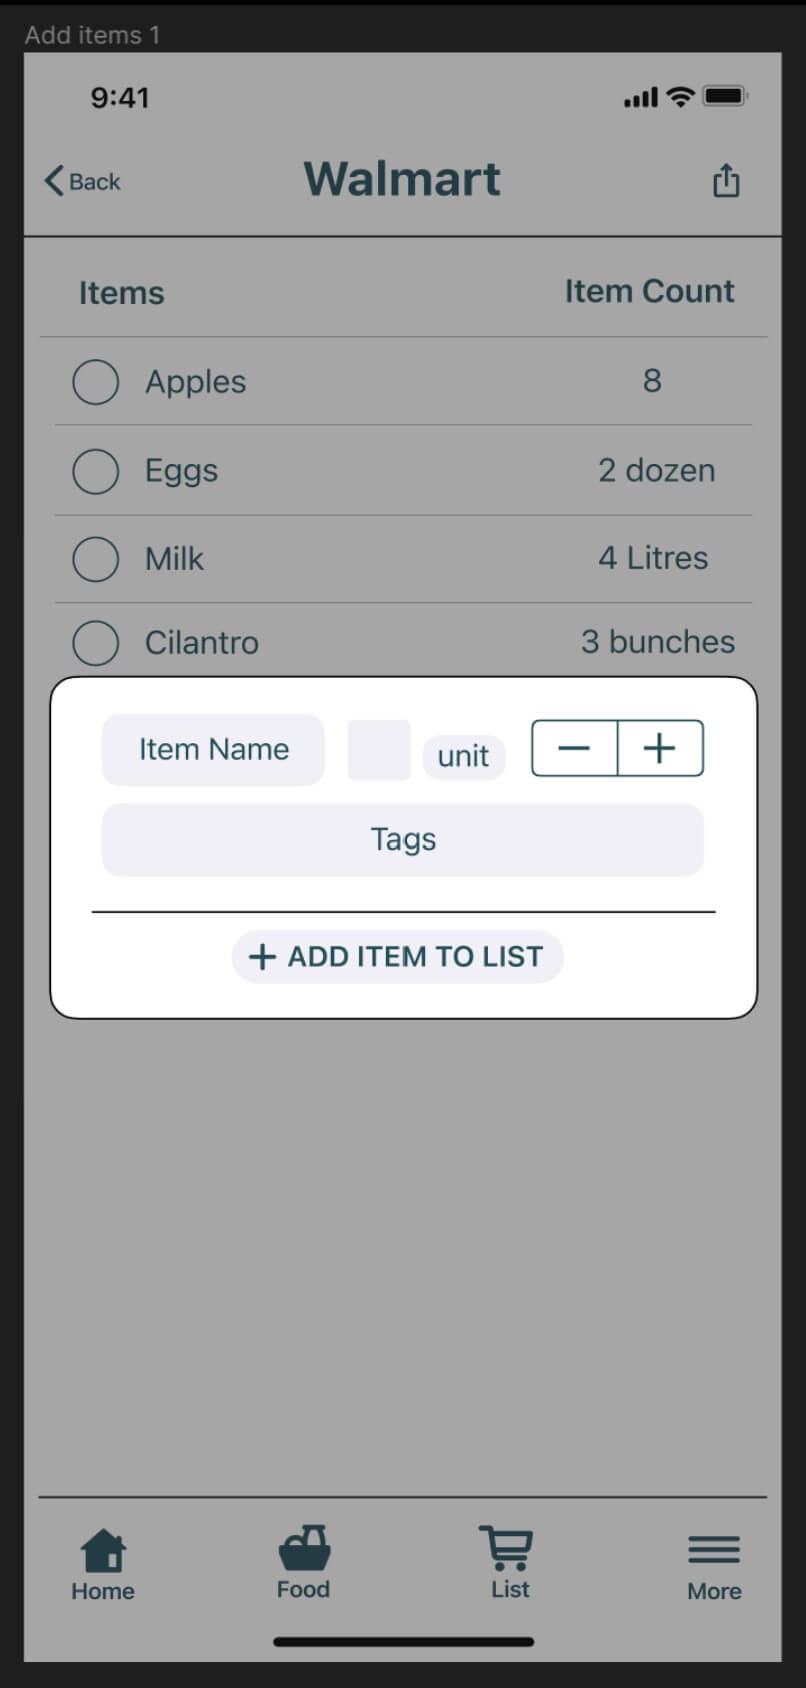 Add items 1
9:41
Back
Walmart
Items
Item Count
Apples
8
Eggs
2 dozen
Milk
4 Litres
Cilantro
3 bunches
Item Name
unit
Tags
ADD ITEM TO LIST
Home
Food
List
More